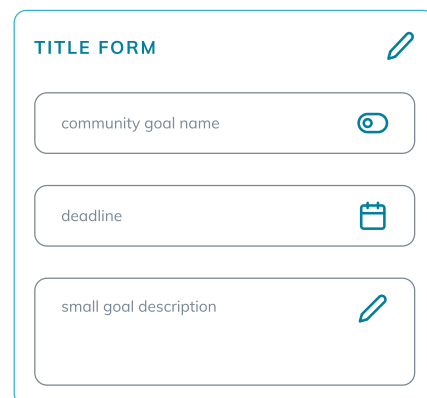 TITLE FORM
community goal name
deadline
small goal description